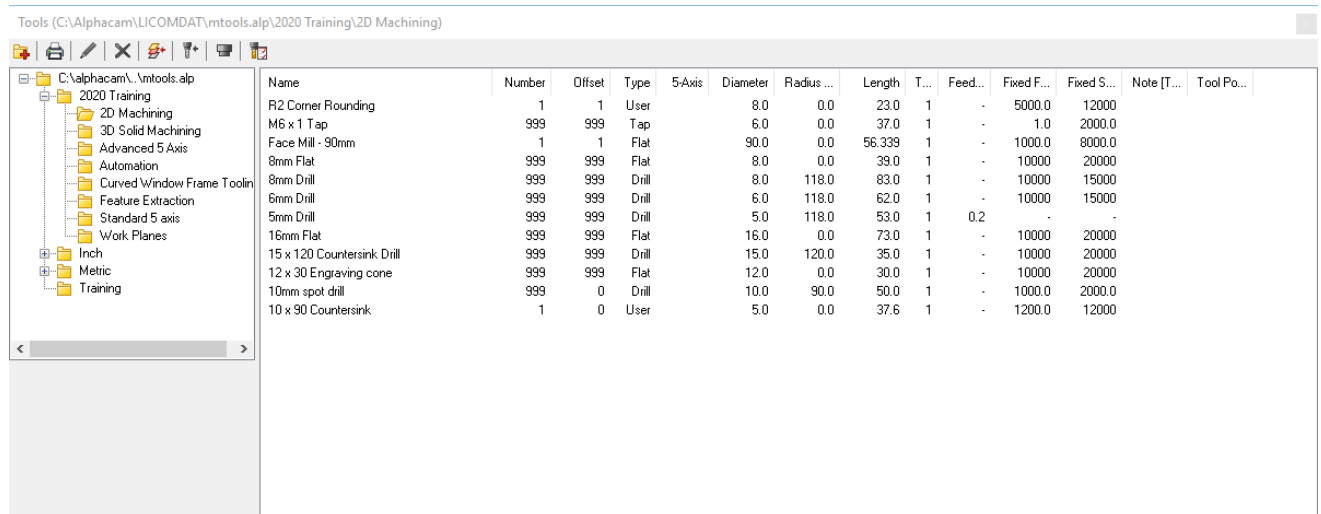 Tools (C:\Alphacam\LICOMDAT\mtools.alp\2020 Training\2D Machining)
C:\alphacam\..\mtools.alp
2020 Training
2D Machining
3D Solid Machining
Advanced 5 Axis
Automation
Curved Window Frame Toolin
Feature Extraction
Standard 5 axis
Work Planes
Inch
Metric
Training
Name Number Offset Type 5-Axis Diameter Radius ... Length T... Feed... Fixed F... Fixed S... Note [T... Tool Po...
R2 Corner Rounding 1 1 User 8.0 0.0 23.0 1 - 5000.0 12000
M6 x 1 Tap 999 999 Tap 6.0 0.0 37.0 1 - 1.0 2000.0
Face Mill - 90mm 1 1 Flat 90.0 0.0 56.339 1 - 1000.0 8000.0
8mm Flat 999 999 Flat 8.0 0.0 39.0 1 - 10000 20000
8mm Drill 999 999 Drill 8.0 118.0 83.0 1 - 10000 15000
6mm Drill 999 999 Drill 6.0 118.0 62.0 1 - 10000 15000
5mm Drill 999 999 Drill 5.0 118.0 53.0 1 0.2 - -
16mm Flat 999 999 Flat 16.0 0.0 73.0 1 - 10000 20000
15 x 120 Countersink Drill 999 999 Drill 15.0 120.0 35.0 1 - 10000 20000
12 x 30 Engraving cone 999 999 Flat 12.0 0.0 30.0 1 - 10000 20000
10mm spot drill 999 0 Drill 10.0 90.0 50.0 1 - 1000.0 2000.0
10 x 90 Countersink 1 0 User 5.0 0.0 37.6 1 - 1200.0 12000